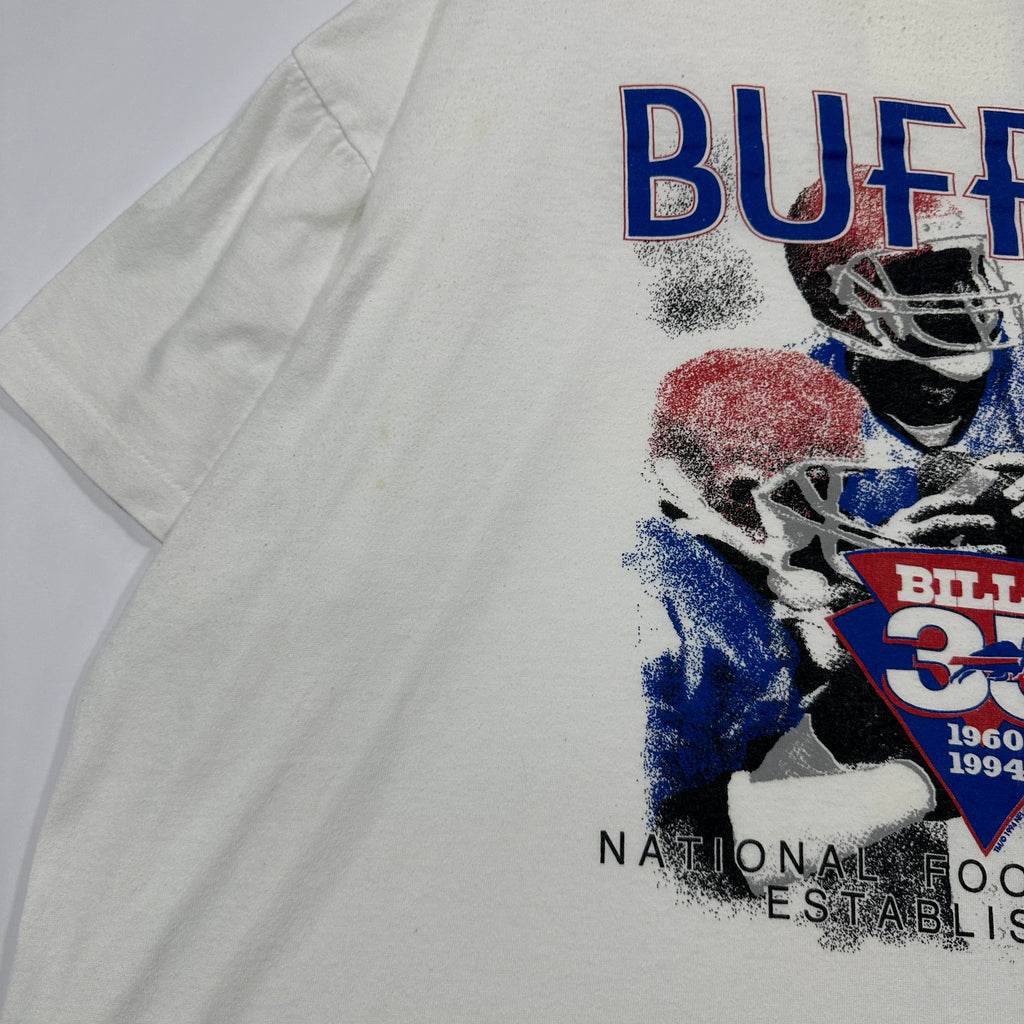 BUFF
BILL
35
1960
1994
NATIONAL FOO
ESTABLIS